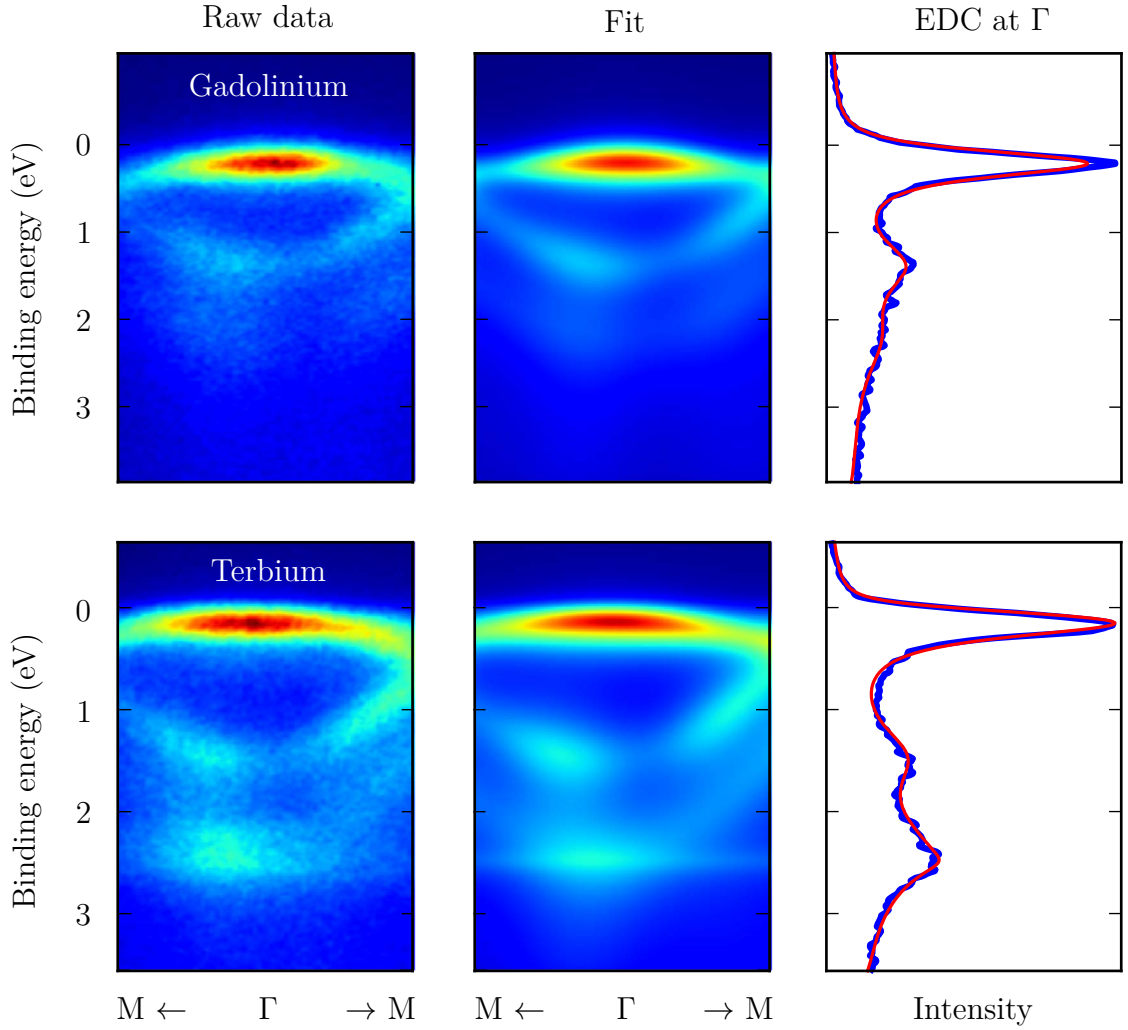 Raw data
Fit
EDC at Γ
Gadolinium
Binding energy (eV)
0
1
2
3
Terbium
Binding energy (eV)
0
1
2
3
M ← Γ → M
Intensity